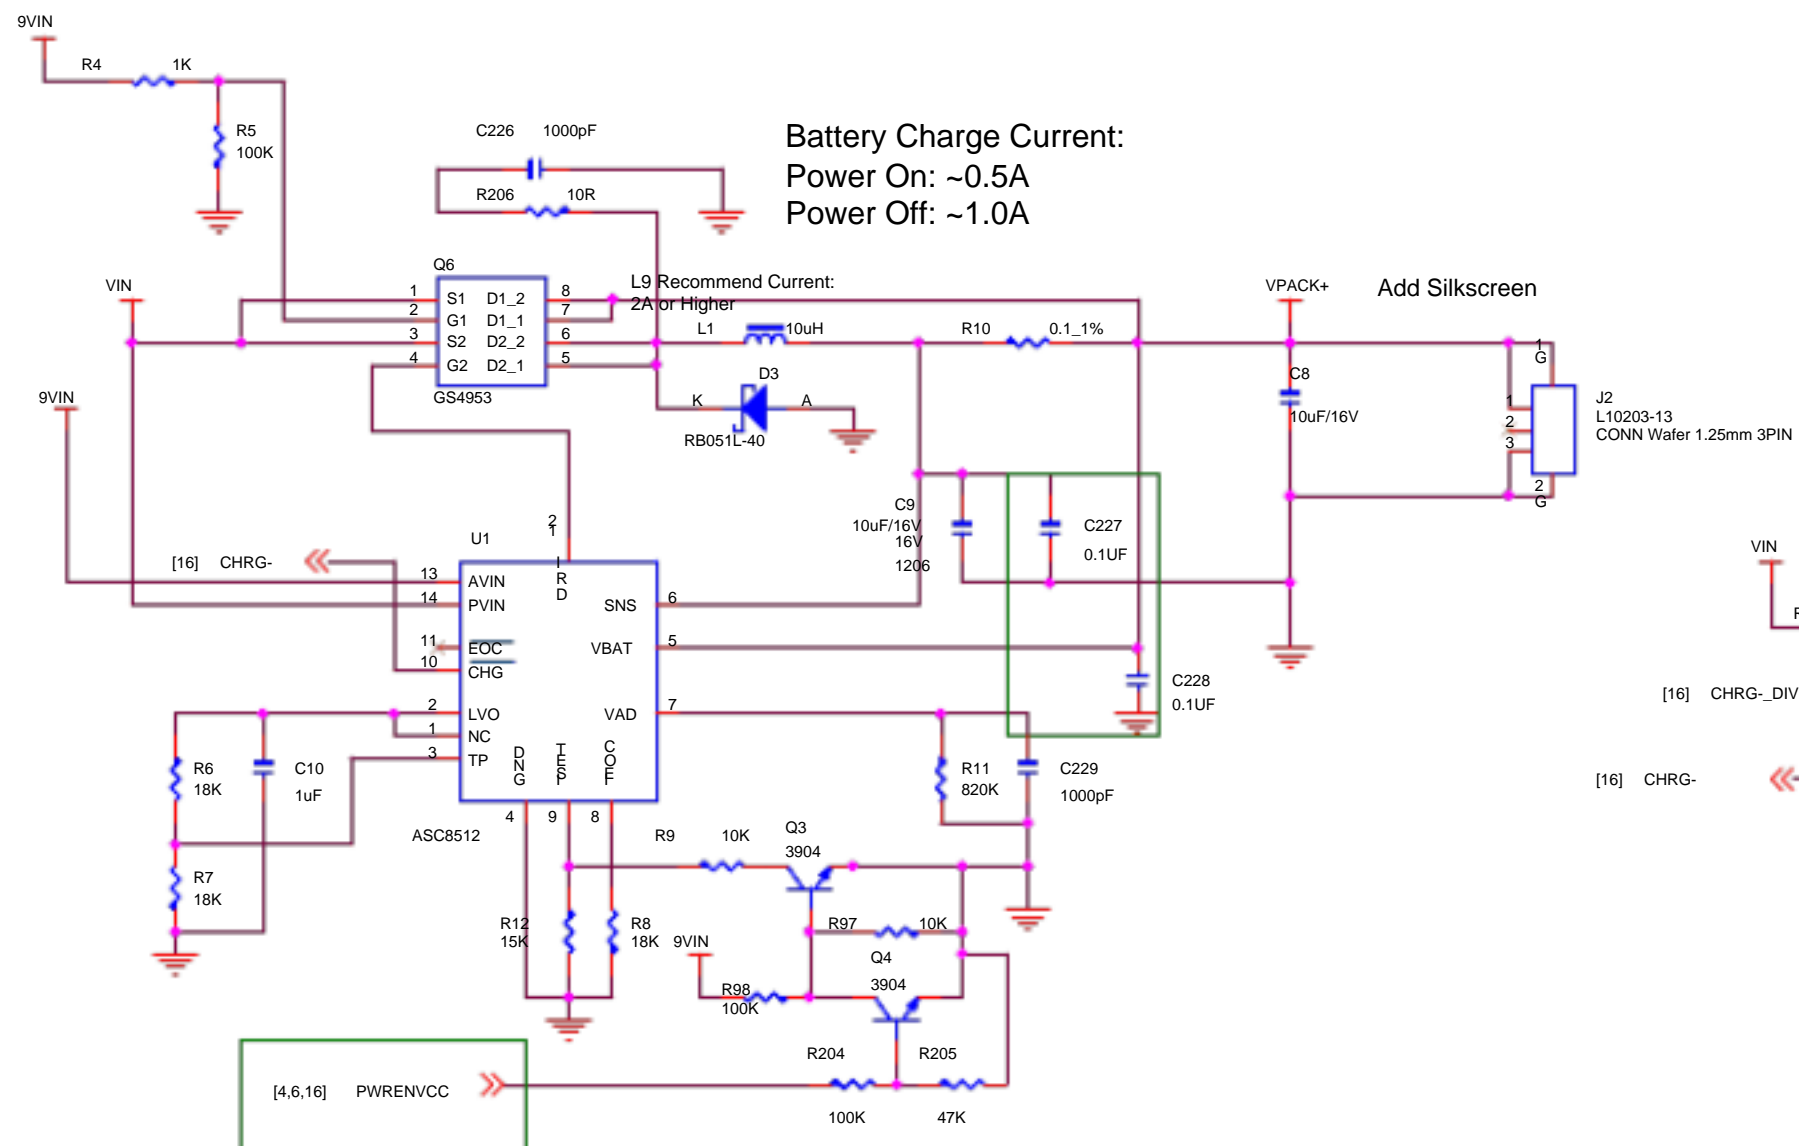 9VIN
R4 1K
R5
100K
C226 1000pF
R206 10R
Battery Charge Current:
Power On: ~0.5A
Power Off: ~1.0A
Q6
VIN
1 S1 D1_2 8
2 G1 D1_1 7
3 S2 D2_2 6
4 G2 D2_1 5
GS4953
L9 Recommend Current:
2A or Higher
L1 10uH
R10 0.1_1%
VPACK+
Add Silkscreen
D3
K A
RB051L-40
C8
10uF/16V
1
G
1
2
3
2
G
J2
L10203-13
CONN Wafer 1.25mm 3PIN
9VIN
C9
10uF/16V
16V
1206
C227
0.1UF
U1
[16] CHRG-
13 AVIN
14 PVIN
11 EOC
10 CHG
2 LVO
1 NC
3 TP
SNS 6
VBAT 5
VAD 7
4
9
8
ASC8512
C228
0.1UF
VIN
[16] CHRG-_DIV
[16] CHRG-
R6
18K
C10
1uF
R7
18K
R11
820K
C229
1000pF
R9 10K
Q3
3904
R12
15K
R8
18K
9VIN
R97 10K
Q4
3904
R98
100K
R204 R205
[4,6,16] PWRENVCC
100K 47K